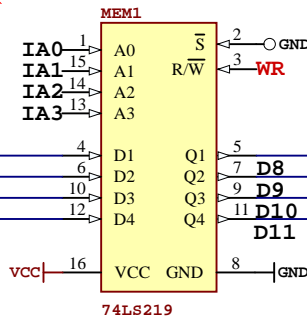 MEM1
IA0 1 A0 S 2 GND
IA1 15 A1 R/W 3 WR
IA2 14 A2
IA3 13 A3
4 D1 Q1 5
6 D2 Q2 7 D8
10 D3 Q3 9 D9
12 D4 Q4 11 D10
D11
VCC 16 VCC GND 8 GND
74LS219